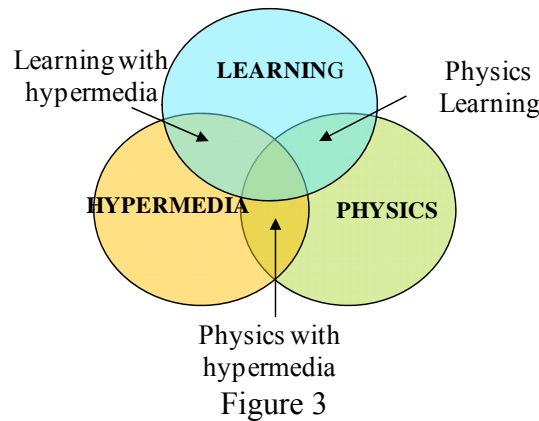 Learning with
hypermedia
LEARNING
Physics
Learning
HYPERMEDIA
PHYSICS
Physics with
hypermedia
Figure 3